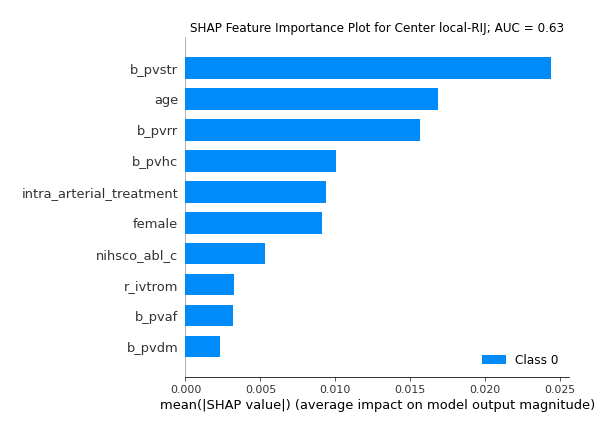 SHAP Feature Importance Plot for Center local-RIJ; AUC = 0.63
b_pvstr
age
b_pvrr
b_pvhc
intra_arterial_treatment
female
nihsco_abl_c
r_ivtrom
b_pvaf
b_pvdm
Class 0
0.000 0.005 0.010 0.015 0.020 0.025
mean(|SHAP value|) (average impact on model output magnitude)